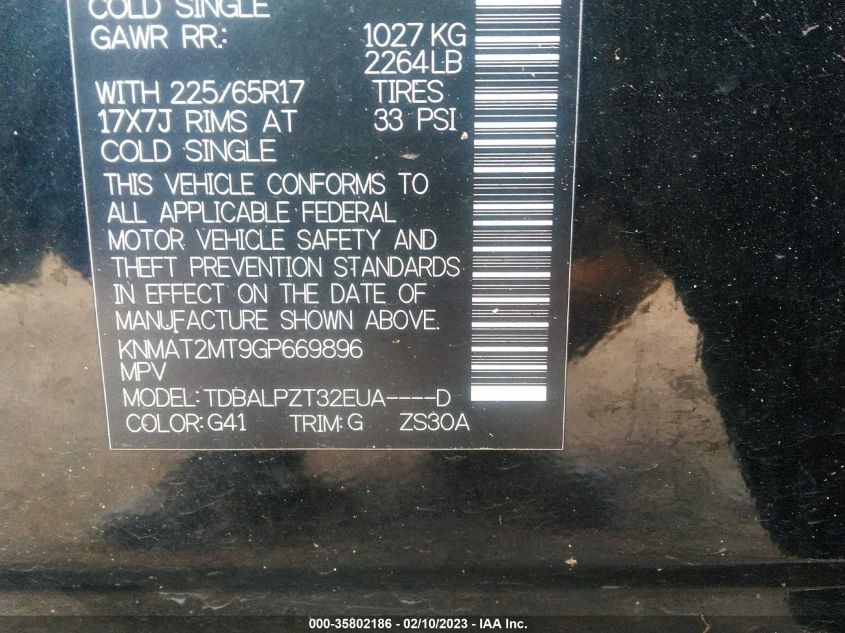 COLD SINGLE
GAWR RR.: 1027 KG
2264LB
WITH 225/65R17 TIRES
17X7J RIMS AT 33 PSI
COLD SINGLE
THIS VEHICLE CONFORMS TO
ALL APPLICABLE FEDERAL
MOTOR VEHICLE SAFETY AND
THEFT PREVENTION STANDARDS
IN EFFECT ON THE DATE OF
MANUFACTURE SHOWN ABOVE.
KNMAT2MT9GP669896
MPV
MODEL: TDBALPZT32EUA----D
COLOR: G41 TRIM: G ZS30A
000-35802186 - 02/10/2023 - IAA Inc.